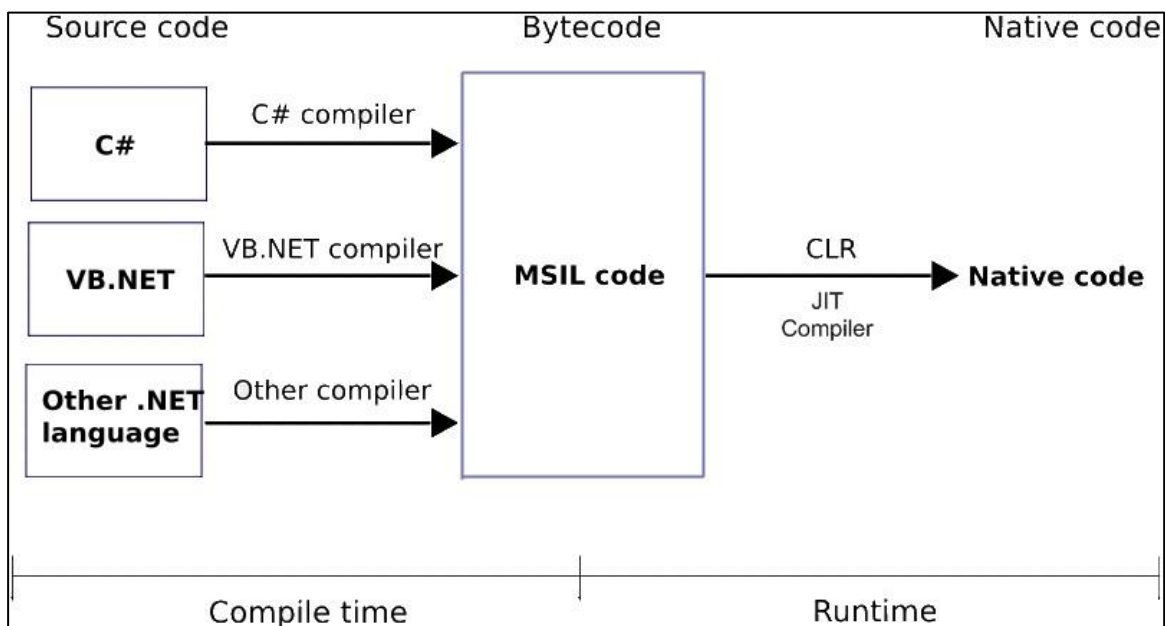 Source code
Bytecode
Native code
C#
C# compiler
VB.NET
VB.NET compiler
Other .NET
language
Other compiler
MSIL code
CLR
JIT
Compiler
Native code
Compile time
Runtime